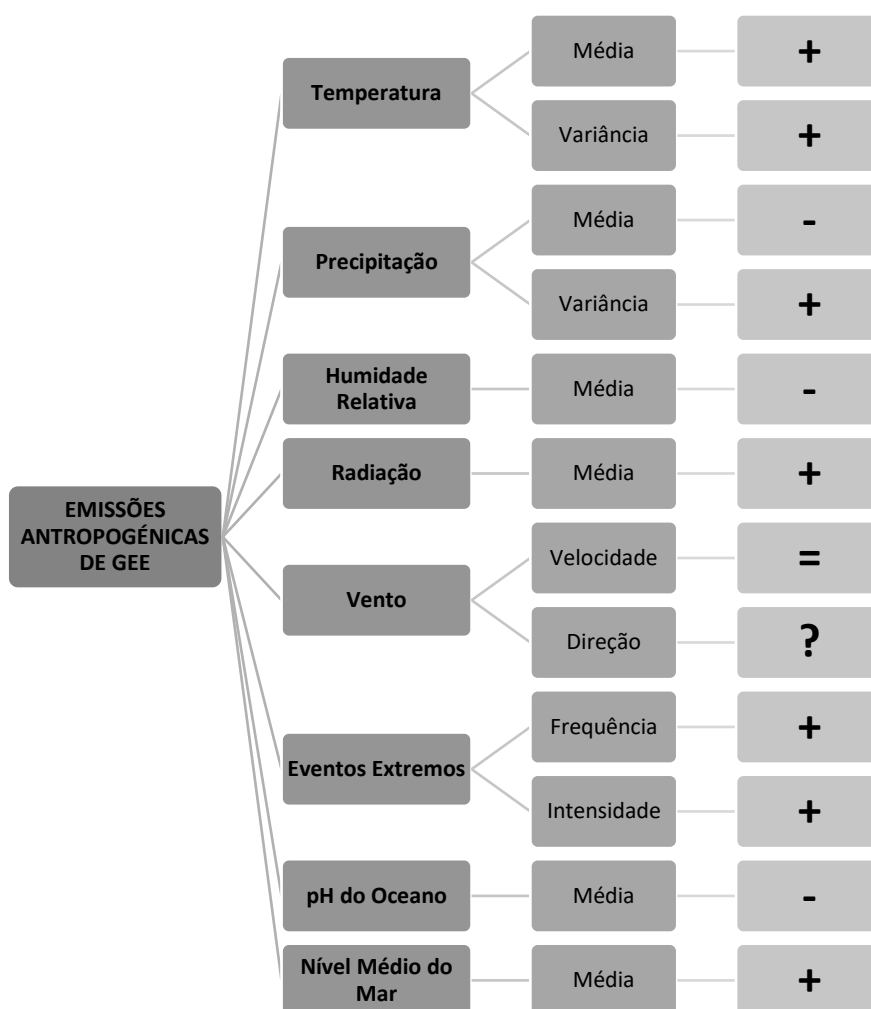 EMISSÕES
ANTROPOGÉNICAS
DE GEE
Temperatura
Média
+
Variância
+
Precipitação
Média
-
Variância
+
Humidade
Relativa
Média
-
Radiação
Média
+
Vento
Velocidade
=
Direção
?
Eventos Extremos
Frequência
+
Intensidade
+
pH do Oceano
Média
-
Nível Médio do
Mar
Média
+